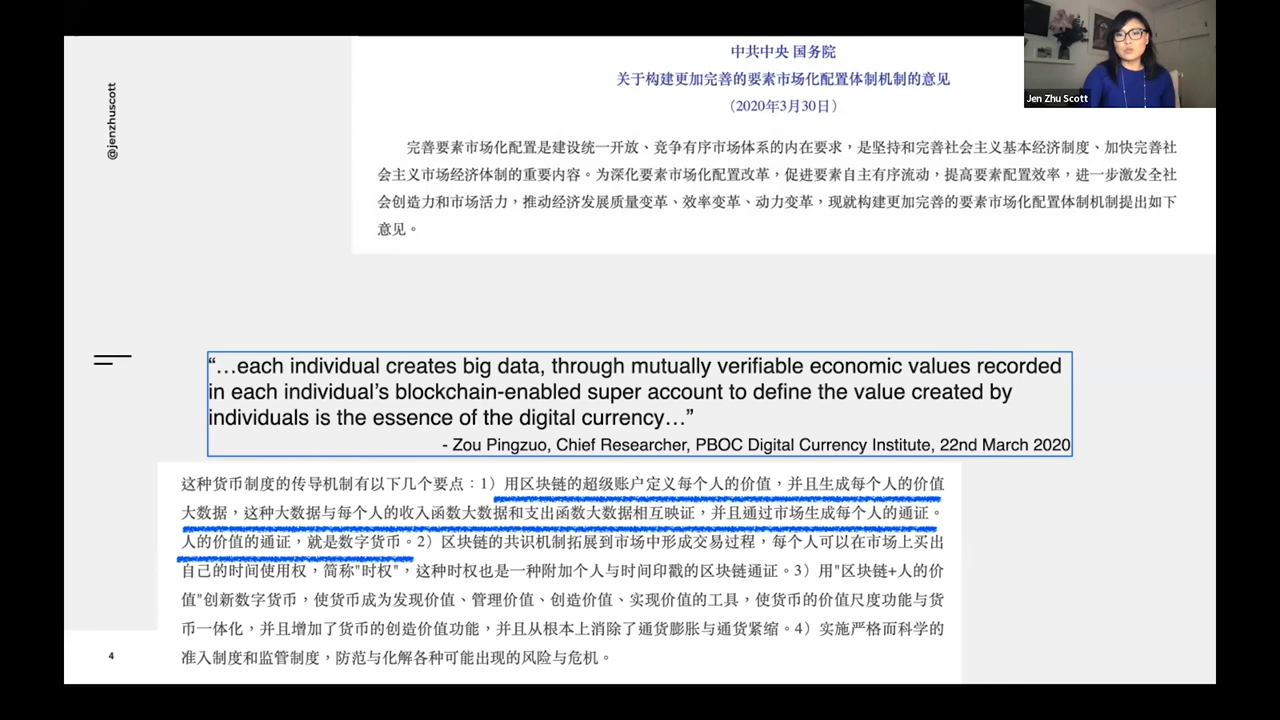 中共中央 国务院
关于构建更加完善的要素市场化配置体制机制的意见
(2020年3月30日)
Jen Zhu Scott
@jenzhuscott
完善要素市场化配置是建设统一开放、竞争有序市场体系的内在要求，是坚持和完善社会主义基本经济制度、加快完善社
会主义市场经济体制的重要内容。为深化要素市场化配置改革，促进要素自主有序流动，提高要素配置效率，进一步激发全社
会创造力和市场活力，推动经济发展质量变革、效率变革、动力变革，现就构建更加完善的要素市场化配置体制机制提出如下
意见。
“…each individual creates big data, through mutually verifiable economic values recorded
in each individual’s blockchain-enabled super account to define the value created by
individuals is the essence of the digital currency…”
- Zou Pingzuo, Chief Researcher, PBOC Digital Currency Institute, 22nd March 2020
这种货币制度的传导机制有以下几个要点：1）用区块链的超级账户定义每个人的价值，并且生成每个人的价值
大数据，这种大数据与每个人的收入函数大数据和支出函数大数据相互映证，并且通过市场生成每个人的通证。
人的价值的通证，就是数字货币。2）区块链的共识机制拓展到市场中形成交易过程，每个人可以在市场上买出
自己的时间使用权，简称"时权"，这种时权也是一种附加个人与时间印戳的区块链通证。3）用"区块链+人的价
值"创新数字货币，使货币成为发现价值、管理价值、创造价值、实现价值的工具，使货币的价值尺度功能与货
币一体化，并且增加了货币的创造价值功能，并且从根本上消除了通货膨胀与通货紧缩。4）实施严格而科学的
准入制度和监管制度，防范与化解各种可能出现的风险与危机。
4